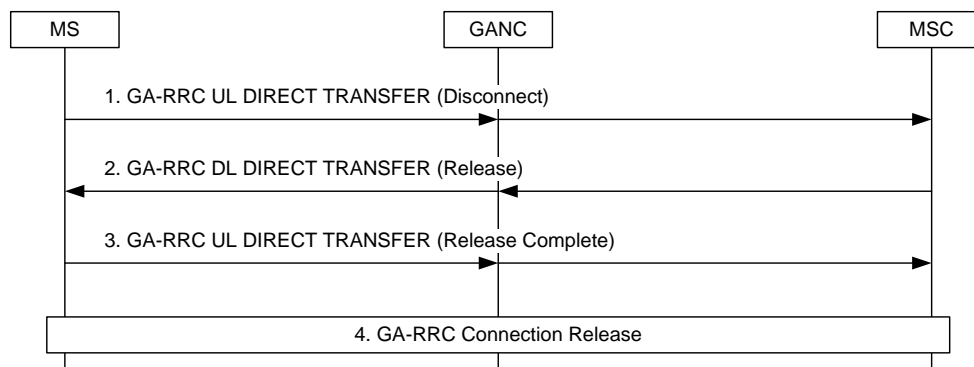 MS
GANC
MSC
1. GA-RRC UL DIRECT TRANSFER (Disconnect)
2. GA-RRC DL DIRECT TRANSFER (Release)
3. GA-RRC UL DIRECT TRANSFER (Release Complete)
4. GA-RRC Connection Release